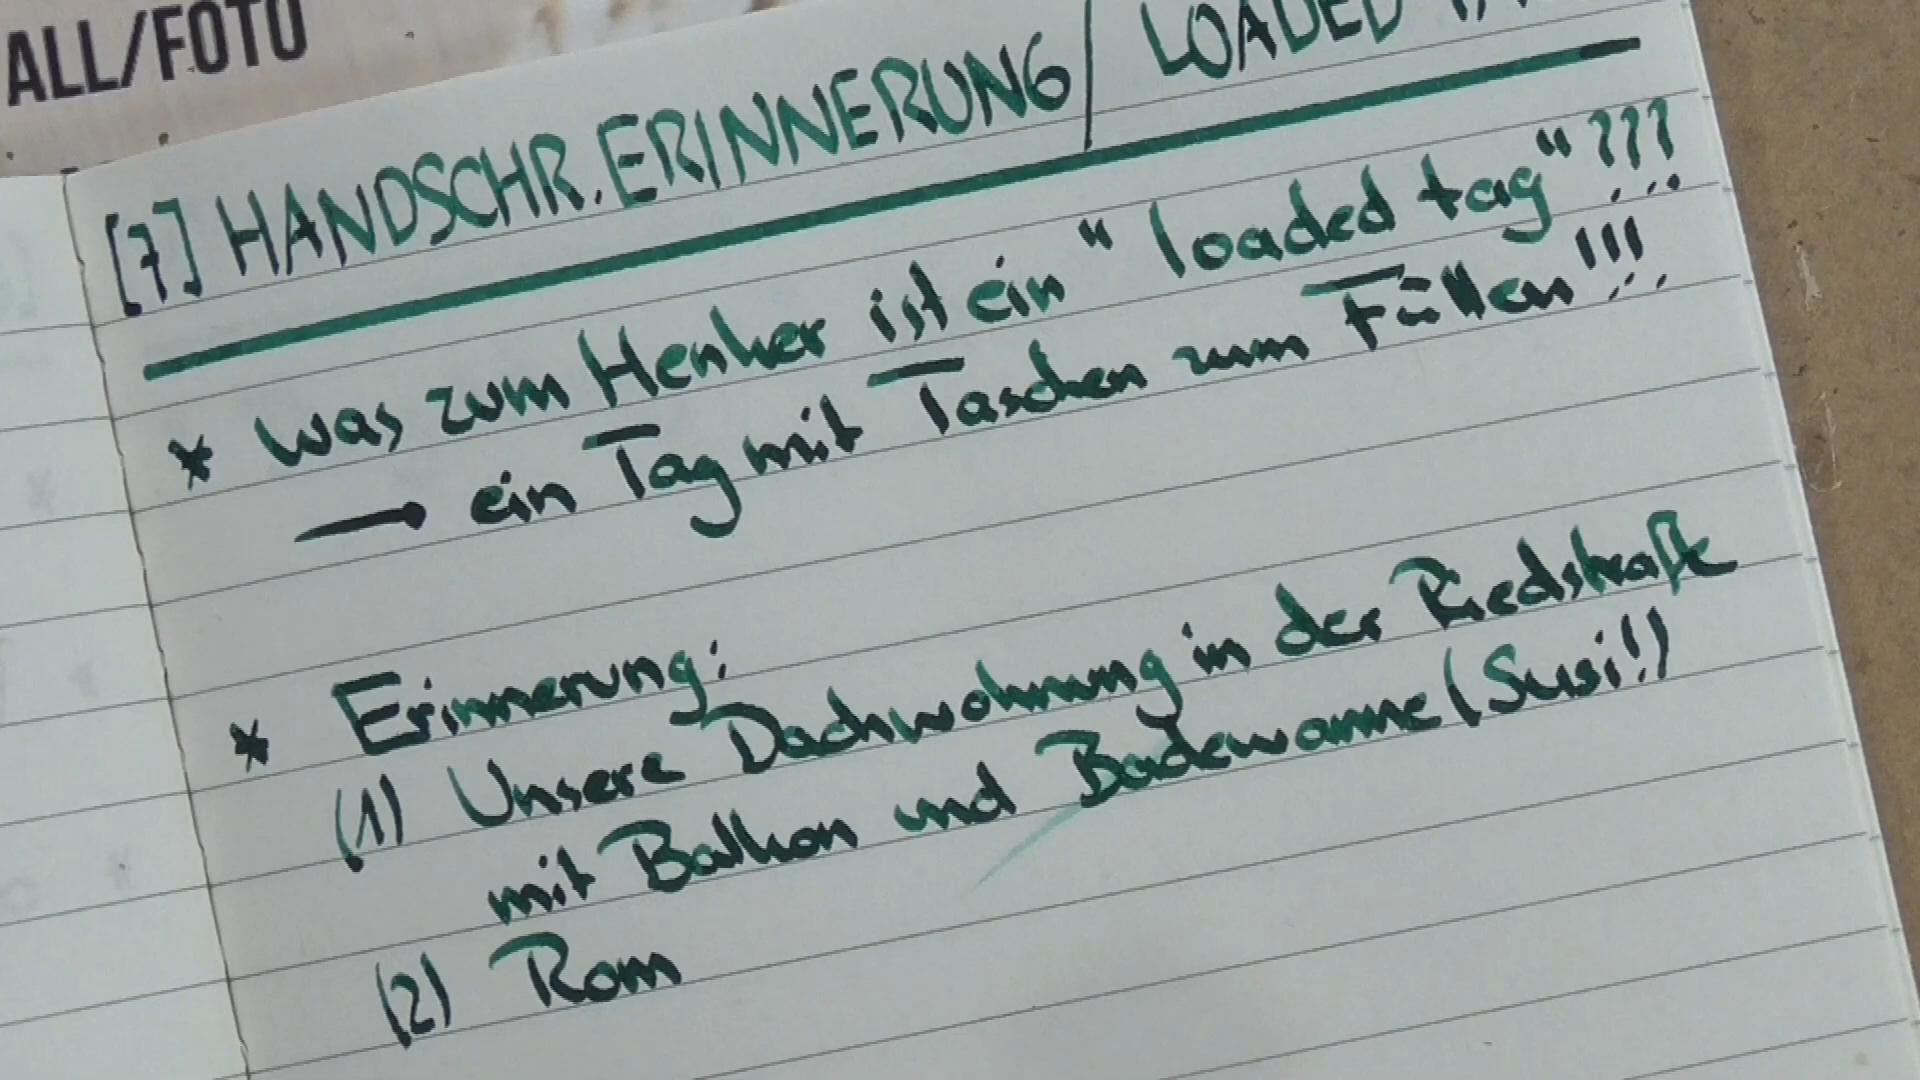 ALL/FOTO
[7] HANDSCHR. ERINNERUNG / LOADED
* Was zum Henker ist ein "loaded tag" ???
→ ein Tag mit Taschen zum Füllen!!!
* Erinnerung:
(1) Unsere Dachwohnung in der Riedstraße
mit Balkon und Badewanne (Susi!)
(2) Rom